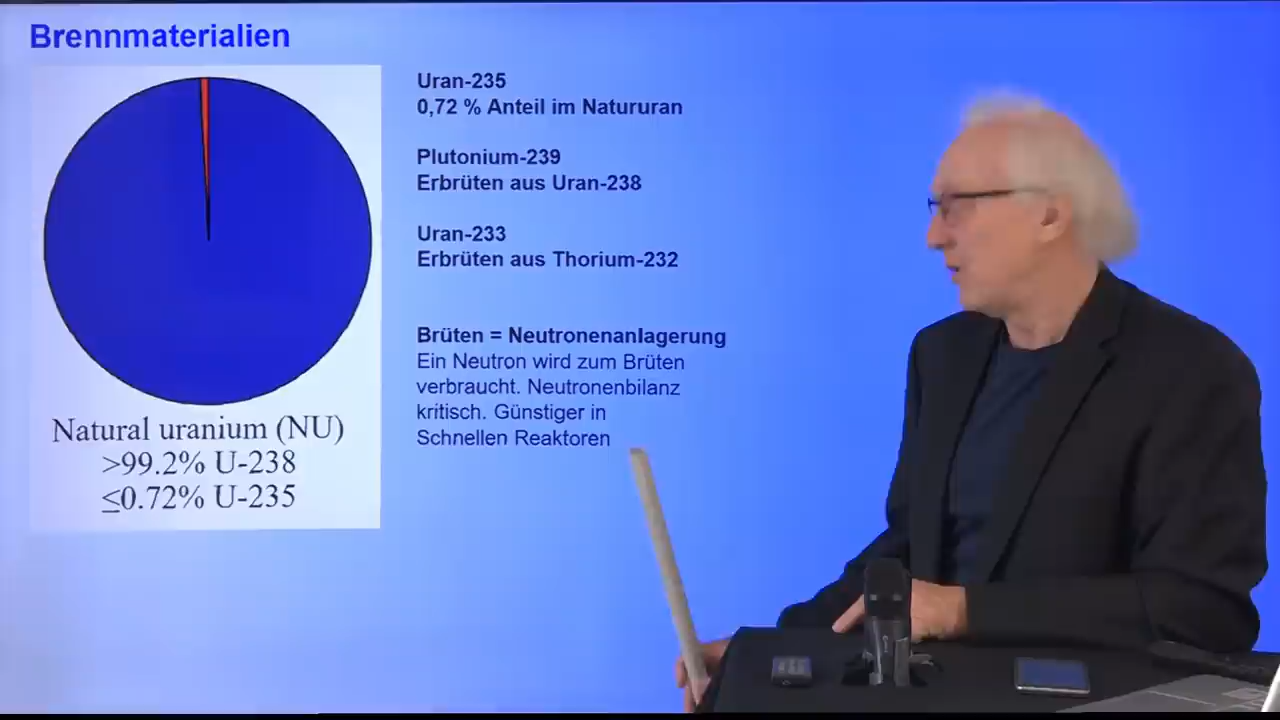 Brennmaterialien
Natural uranium (NU)
>99.2% U-238
≤0.72% U-235
Uran-235
0,72 % Anteil im Natururan
Plutonium-239
Erbrüten aus Uran-238
Uran-233
Erbrüten aus Thorium-232
Brüten = Neutronenanlagerung
Ein Neutron wird zum Brüten
verbraucht. Neutronenbilanz
kritisch. Günstiger in
Schnellen Reaktoren